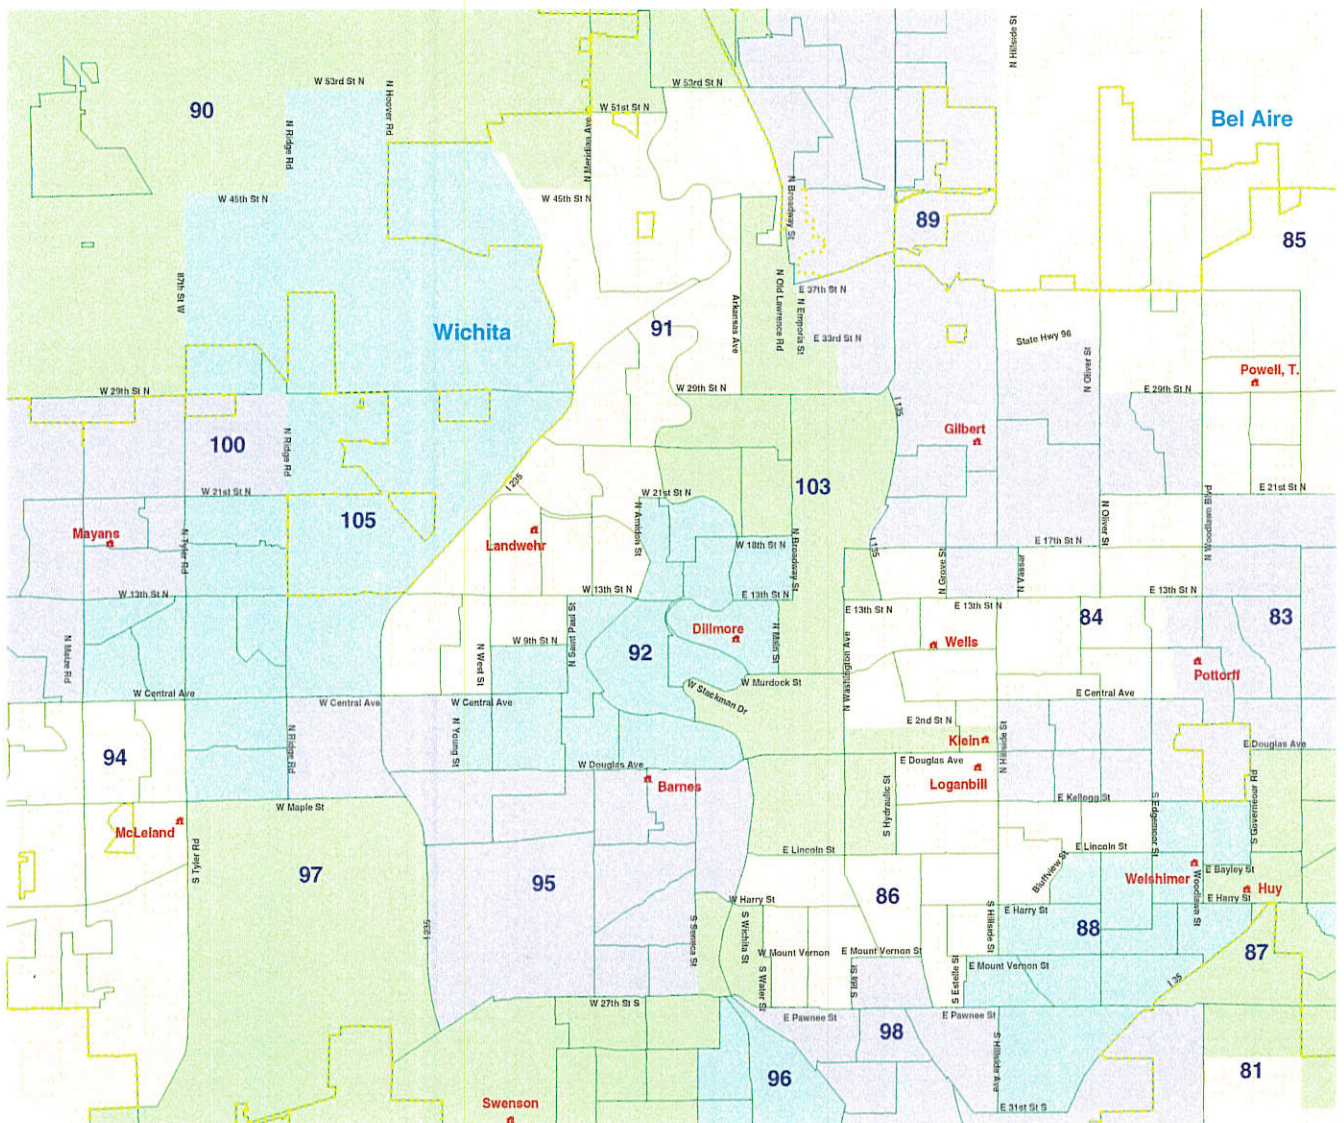 N Hillside St
W 53rd St N
N Hoover Rd
W 53rd St N
90
W 51st St N
Bel Aire
N Ridge Rd
N Meridian Ave
W 45th St N
W 45th St N
N Broadway St
89
85
87th St W
E 37th St N
N Old Lawrence Rd
N Emporia St
Arkansas Ave
Wichita
91
E 33rd St N
State Hwy 96
N Oliver St
Powell, T.
W 29th St N
W 29th St N
E 29th St N
I 135
Gilbert
100
N Ridge Rd
I 235
103
W 21st St N
W 21st St N
E 21st St N
105
N Amidon St
N Oliver St
N Woodlawn Blvd
Mayans
N Tyler Rd
Landwehr
W 18th St N
N Broadway St
I 135
E 17th St N
N Grove St
N Vassar
W 13th St N
W 13th St N
E 13th St N
E 13th St N
E 13th St N
E 13th St N
84
83
N Maize Rd
W 9th St N
N Saint Paul St
Dillmore
N Main St
N Washington Ave
Wells
92
N West St
Pottorff
W Murdock St
W Stackman Dr
W Central Ave
W Central Ave
W Central Ave
E Central Ave
E 2nd St N
N Young St
N Ridge Rd
Klein
N Hillside St
94
E Douglas Ave
W Douglas Ave
E Douglas Ave
Barnes
Loganbill
W Maple St
E Kellogg St
S Hydraulic St
S Edgemoor St
S Governeour Rd
McLeland
S Tyler Rd
E Lincoln St
E Lincoln St
97
95
Bluffview St
Welshimer
Woodlawn St
E Bayley St
Huy
86
W Harry St
E Harry St
E Harry St
I 235
S Seneca St
S Wichita St
S Hillside St
88
87
W Mount Vernon
E Mount Vernon St
E Mount Vernon St
S Water St
S Ida St
S Estelle St
I 35
W 27th St S
E Pawnee St
E Pawnee St
98
S Hillside Ave
96
81
Swenson
E 31st St S